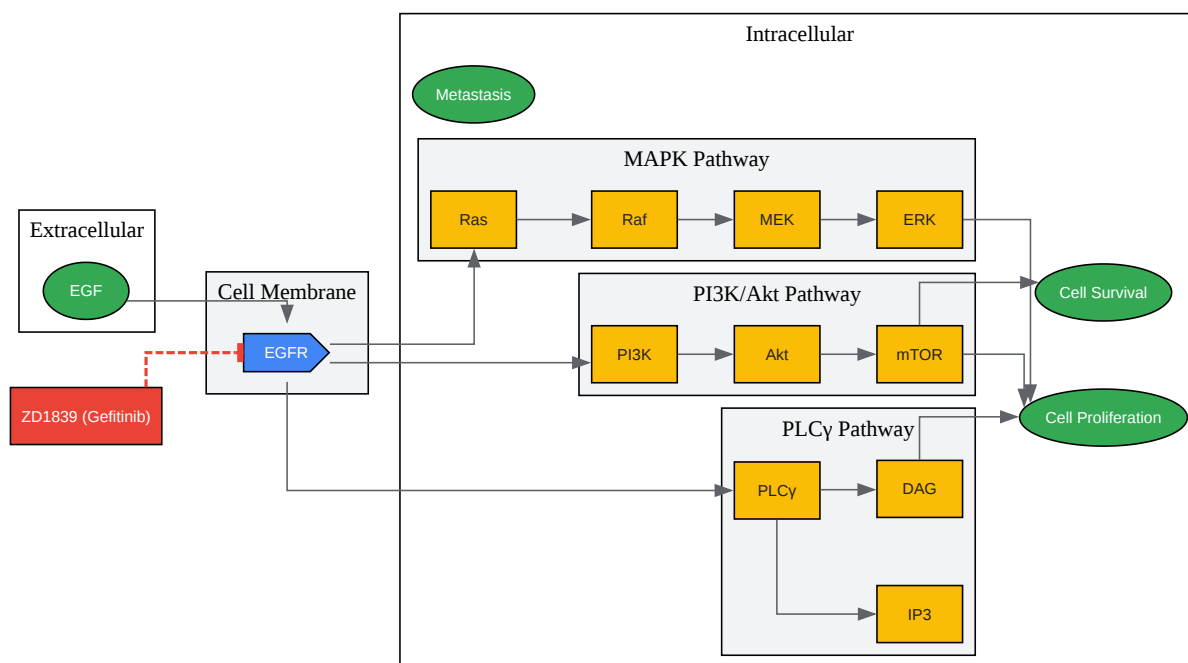 Intracellular
Metastasis
MAPK Pathway
Ras
Raf
MEK
ERK
Extracellular
EGF
Cell Membrane
EGFR
ZD1839 (Gefitinib)
PI3K/Akt Pathway
PI3K
Akt
mTOR
Cell Survival
Cell Proliferation
PLCγ Pathway
PLCγ
DAG
IP3